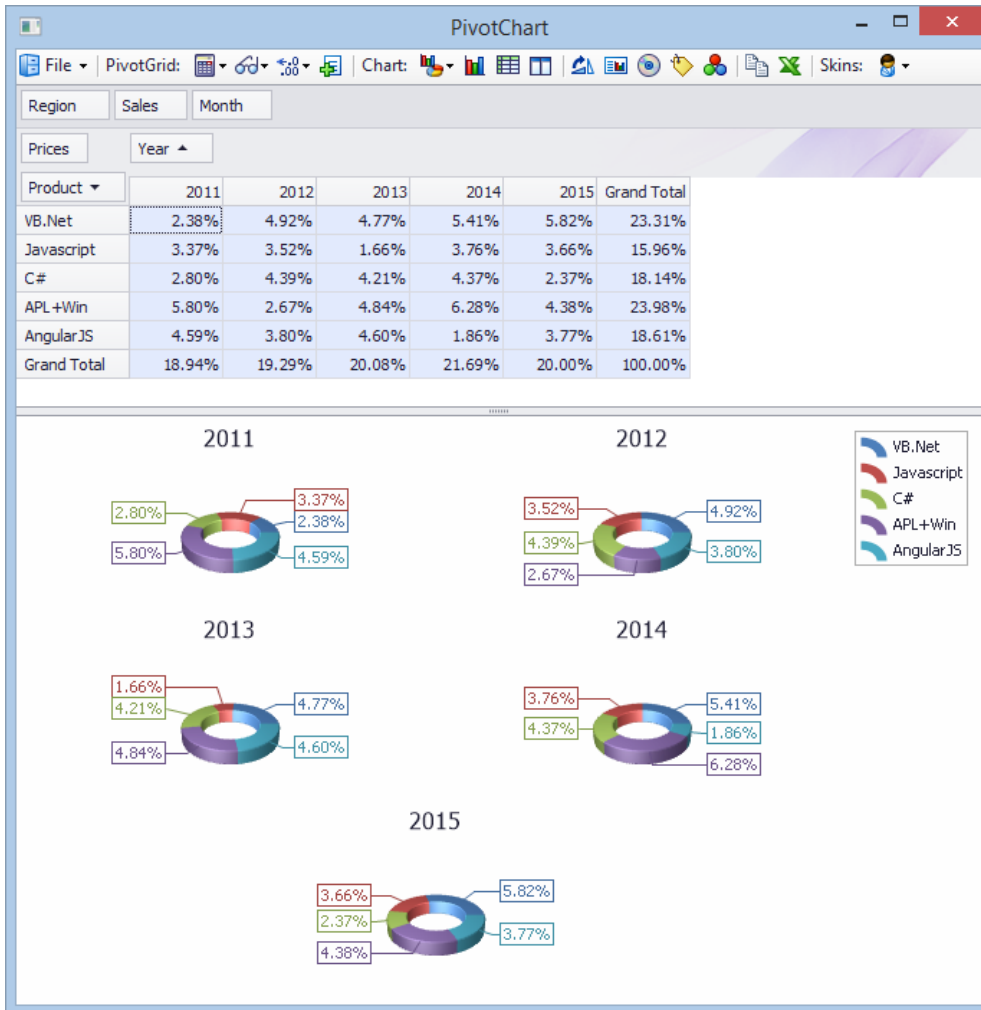 PivotChart
File PivotGrid: Chart: Skins:
Region Sales Month
Prices Year
Product 2011 2012 2013 2014 2015 Grand Total
VB.Net 2.38% 4.92% 4.77% 5.41% 5.82% 23.31%
Javascript 3.37% 3.52% 1.66% 3.76% 3.66% 15.96%
C# 2.80% 4.39% 4.21% 4.37% 2.37% 18.14%
APL+Win 5.80% 2.67% 4.84% 6.28% 4.38% 23.98%
AngularJS 4.59% 3.80% 4.60% 1.86% 3.77% 18.61%
Grand Total 18.94% 19.29% 20.08% 21.69% 20.00% 100.00%
2011
3.37%
2.80%
2.38%
5.80%
4.59%
2012
3.52%
4.92%
4.39%
3.80%
2.67%
VB.Net
Javascript
C#
APL+Win
AngularJS
2013
1.66%
4.77%
4.21%
4.60%
4.84%
2014
3.76%
5.41%
4.37%
1.86%
6.28%
2015
3.66%
5.82%
2.37%
3.77%
4.38%